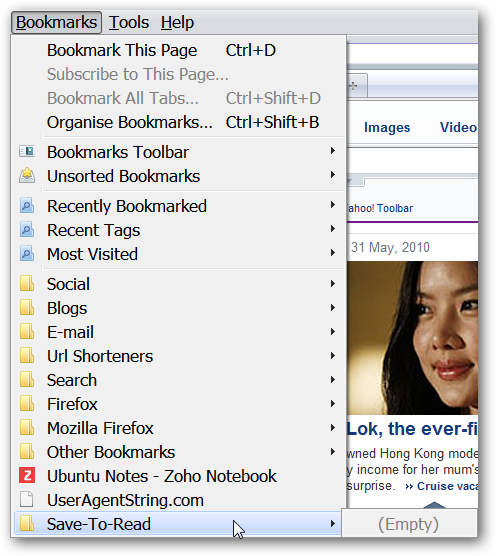 Bookmarks Tools Help
Bookmark This Page Ctrl+D
Subscribe to This Page...
Bookmark All Tabs... Ctrl+Shift+D
Organise Bookmarks... Ctrl+Shift+B
Images Video
Bookmarks Toolbar
Unsorted Bookmarks
Recently Bookmarked
ahoo! Toolbar
Recent Tags
Most Visited
31 May, 2010
Social
Blogs
E-mail
Url Shorteners
Search
Firefox
Mozilla Firefox
Lok, the ever-fi
Other Bookmarks
owned Hong Kong mode
Ubuntu Notes - Zoho Notebook
y income for her mum's
UserAgentString.com
surprise. ›› Cruise vaca
Save-To-Read
(Empty)